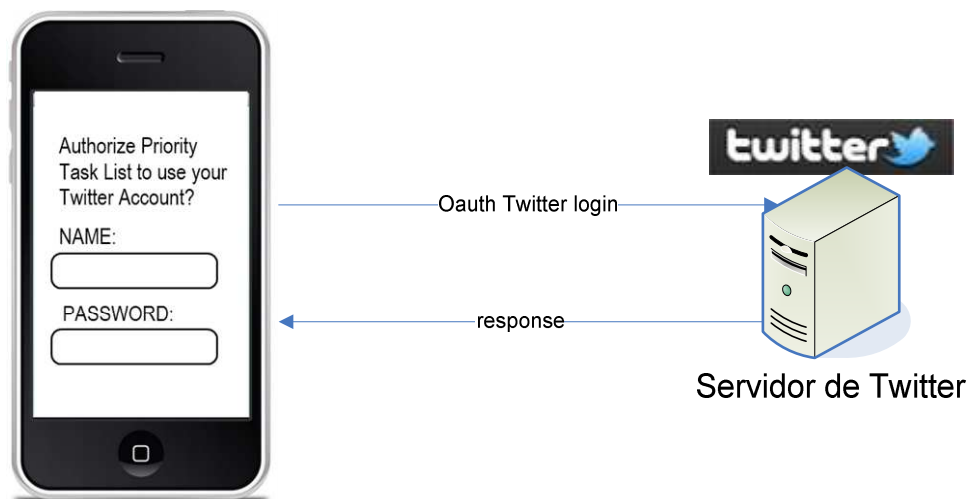 Authorize Priority
Task List to use your
Twitter Account?
NAME:
PASSWORD:
Oauth Twitter login
response
twitter
Servidor de Twitter